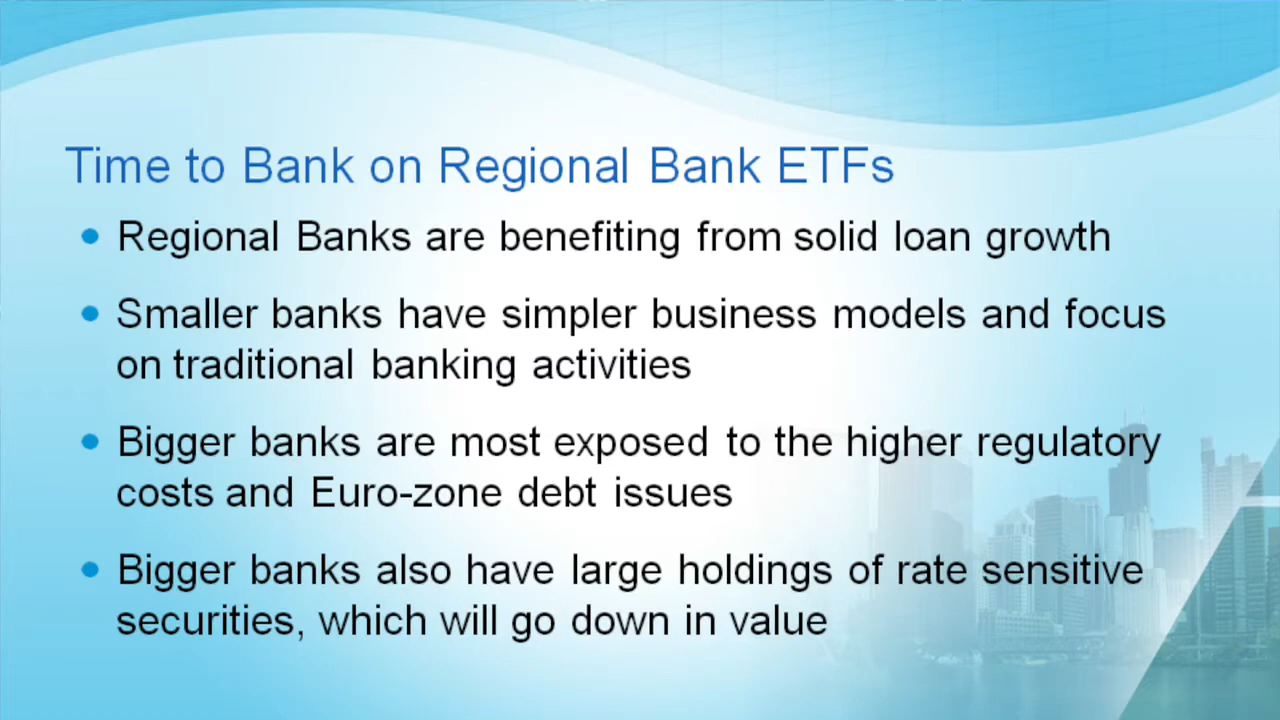 Time to Bank on Regional Bank ETFs
• Regional Banks are benefiting from solid loan growth
• Smaller banks have simpler business models and focus
on traditional banking activities
• Bigger banks are most exposed to the higher regulatory
costs and Euro-zone debt issues
• Bigger banks also have large holdings of rate sensitive
securities, which will go down in value